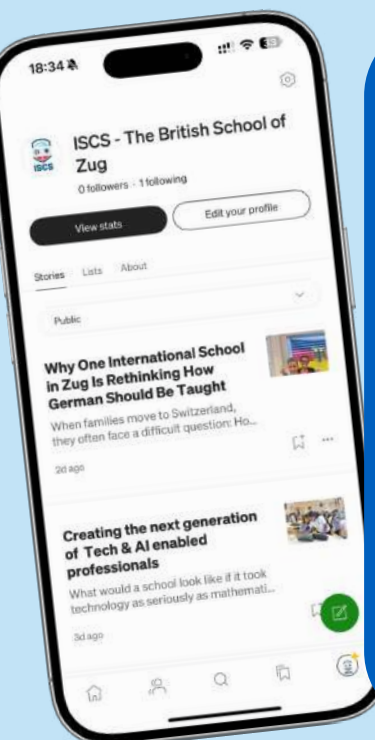 18:34
33
ISCS
ISCS - The British School of
Zug
0 followers · 1 following
View stats
Edit your profile
Stories Lists About
Public
Why One International School
in Zug Is Rethinking How
German Should Be Taught
When families move to Switzerland,
they often face a difficult question: Ho...
2d ago
Creating the next generation
of Tech & AI enabled
professionals
What would a school look like if it took
technology as seriously as mathemati...
3d ago